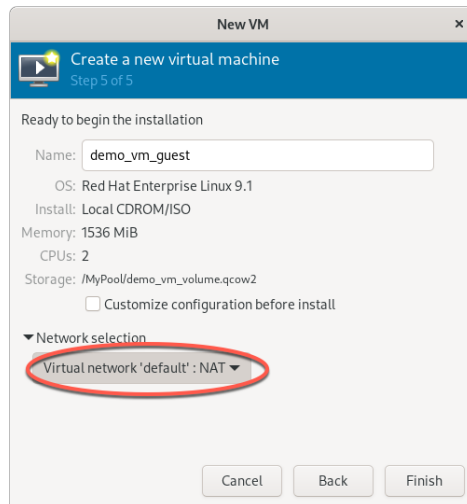 New VM
×
Create a new virtual machine
Step 5 of 5
Ready to begin the installation
Name: demo_vm_guest
OS: Red Hat Enterprise Linux 9.1
Install: Local CDROM/ISO
Memory: 1536 MiB
CPUs: 2
Storage: /MyPool/demo_vm_volume.qcow2
Customize configuration before install
Network selection
Virtual network 'default' : NAT
Cancel Back Finish